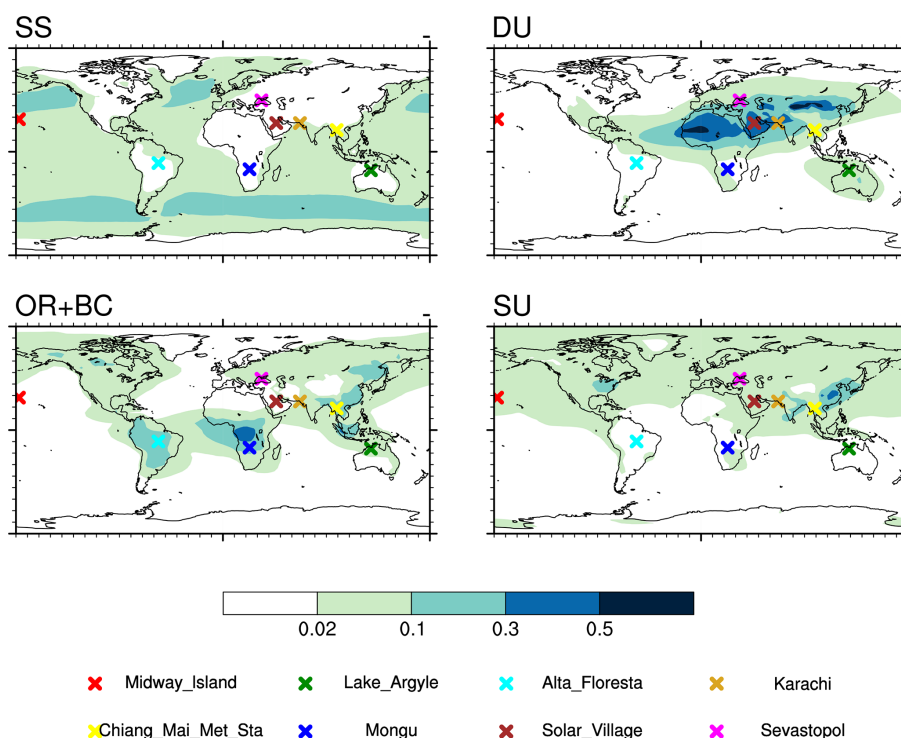 SS - DU
OR+BC - SU
0.02 0.1 0.3 0.5
Midway_Island Lake_Argyle Alta_Floresta Karachi
Chiang_Mai_Met_Sta Mongu Solar_Village Sevastopol